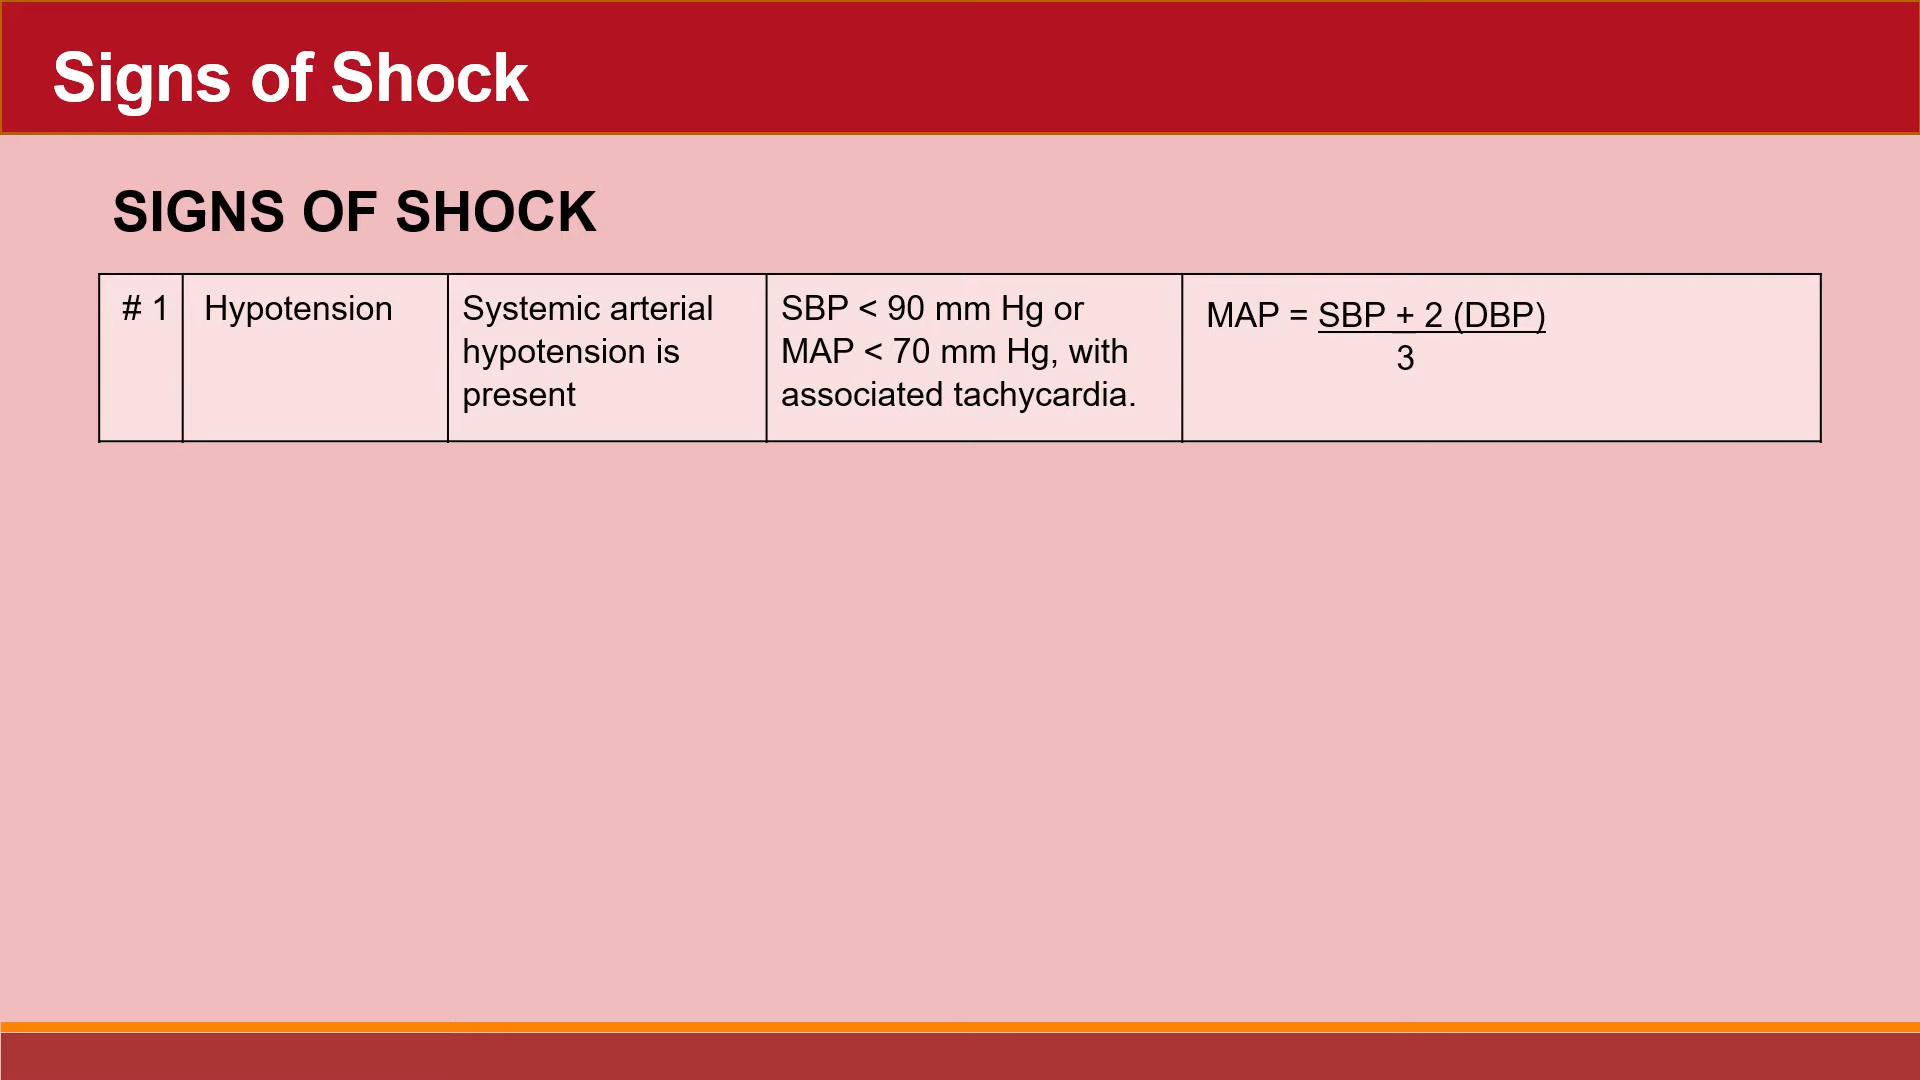 Signs of Shock
SIGNS OF SHOCK
# 1
Hypotension
Systemic arterial
hypotension is
present
SBP < 90 mm Hg or
MAP < 70 mm Hg, with
associated tachycardia.
MAP = SBP + 2 (DBP)
3